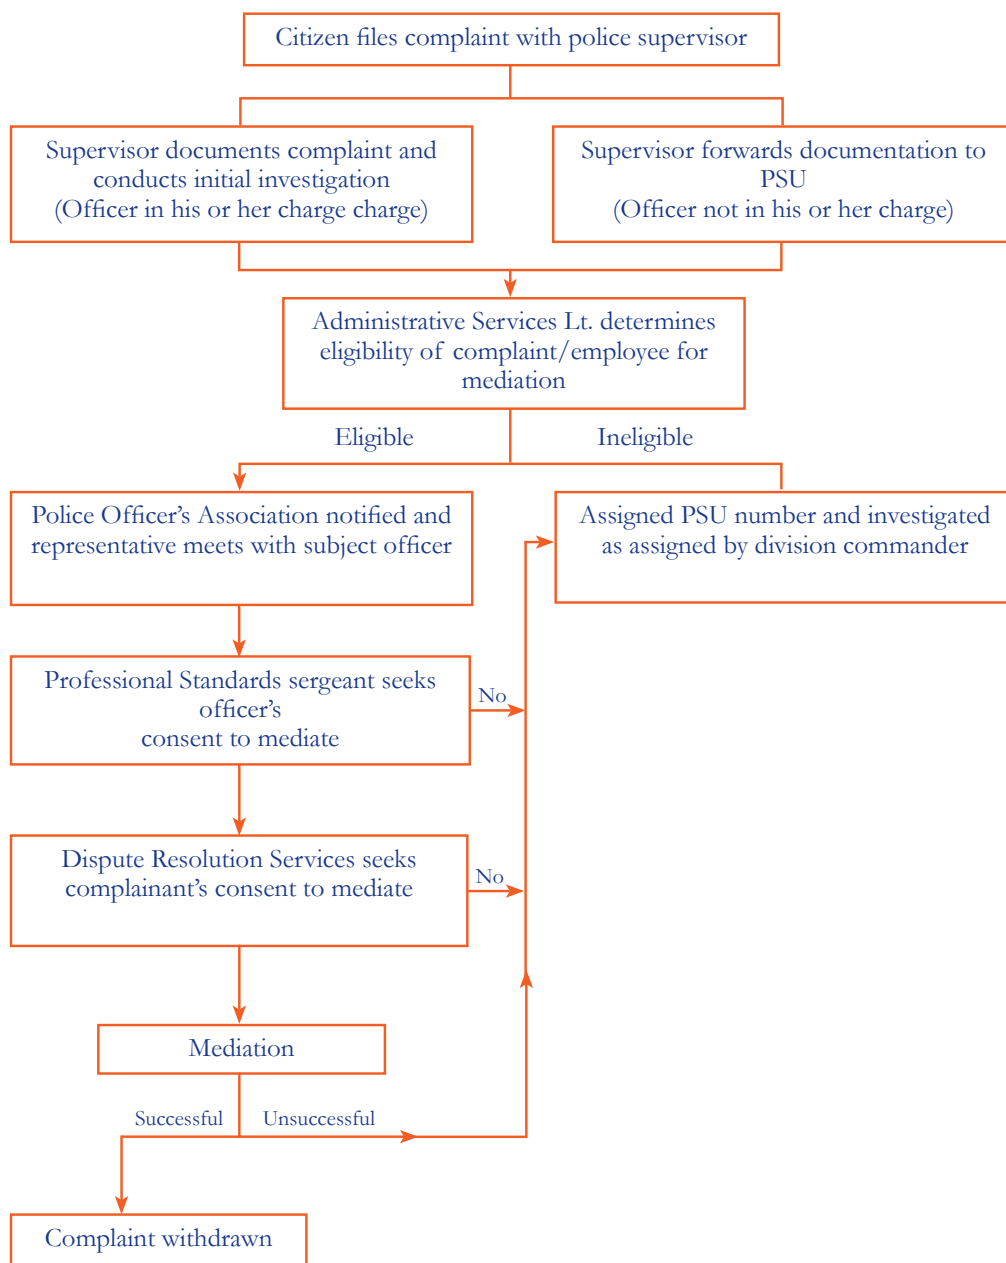 Citizen files complaint with police supervisor
Supervisor documents complaint and
conducts initial investigation
(Officer in his or her charge charge)
Supervisor forwards documentation to
PSU
(Officer not in his or her charge)
Administrative Services Lt. determines
eligibility of complaint/employee for
mediation
Eligible
Ineligible
Police Officer’s Association notified and
representative meets with subject officer
Assigned PSU number and investigated
as assigned by division commander
Professional Standards sergeant seeks
officer’s
consent to mediate
No
Dispute Resolution Services seeks
complainant’s consent to mediate
No
Mediation
Successful
Unsuccessful
Complaint withdrawn